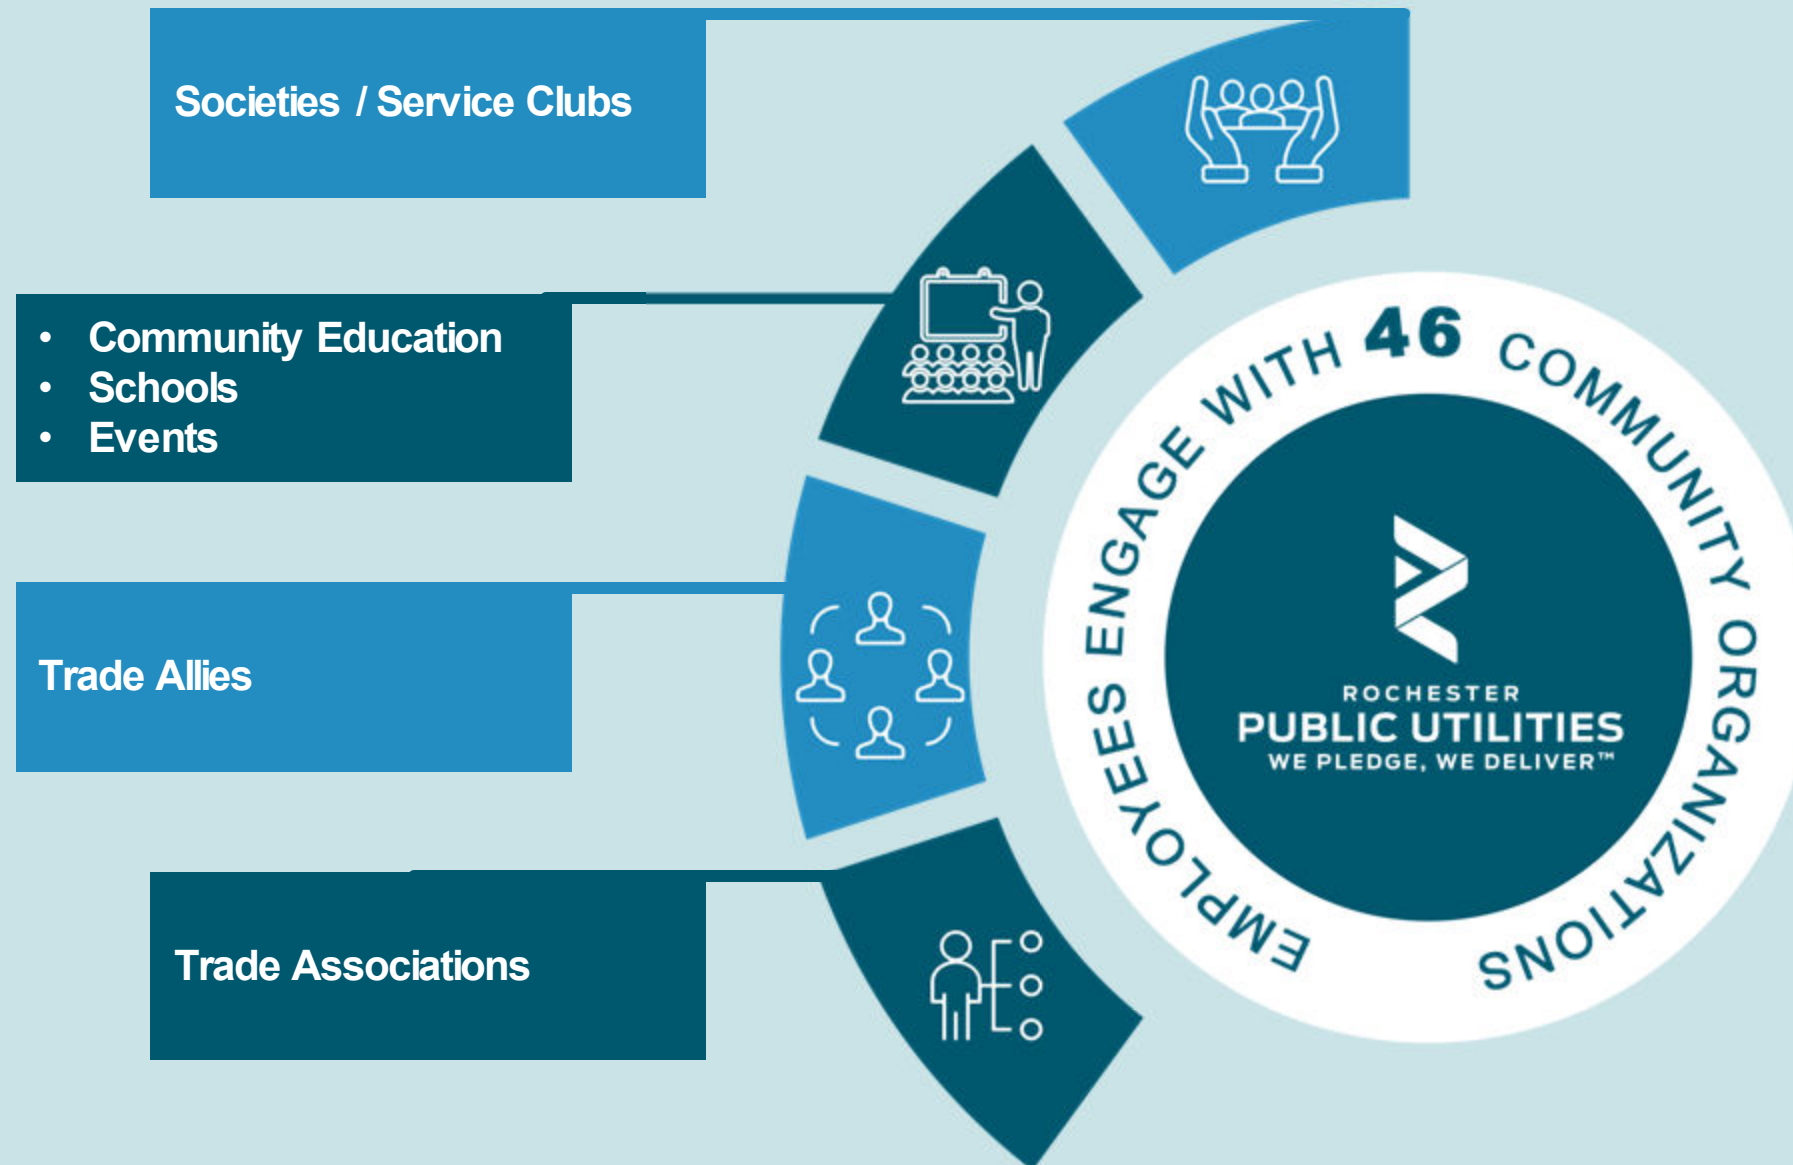 Societies / Service Clubs
• Community Education
• Schools
• Events
Trade Allies
Trade Associations
EMPLOYEES ENGAGE WITH 46 COMMUNITY ORGANIZATIONS
ROCHESTER
PUBLIC UTILITIES
WE PLEDGE, WE DELIVER™